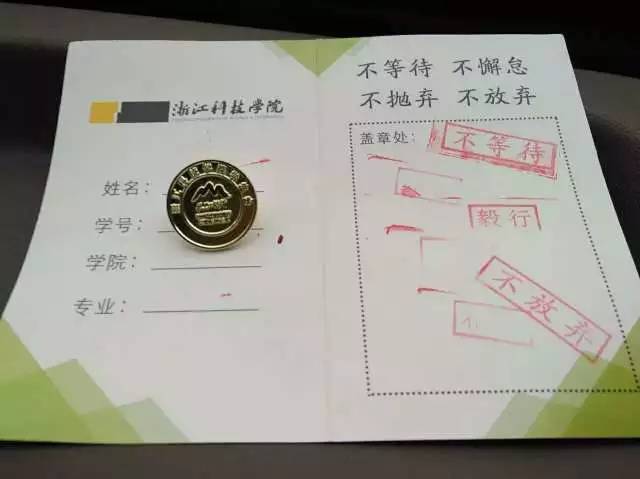 浙江科技学院
姓名：
学号：
学院：
专业：
不等待 不懈怠
不抛弃 不放弃
盖章处：
不等待
毅行
不放弃